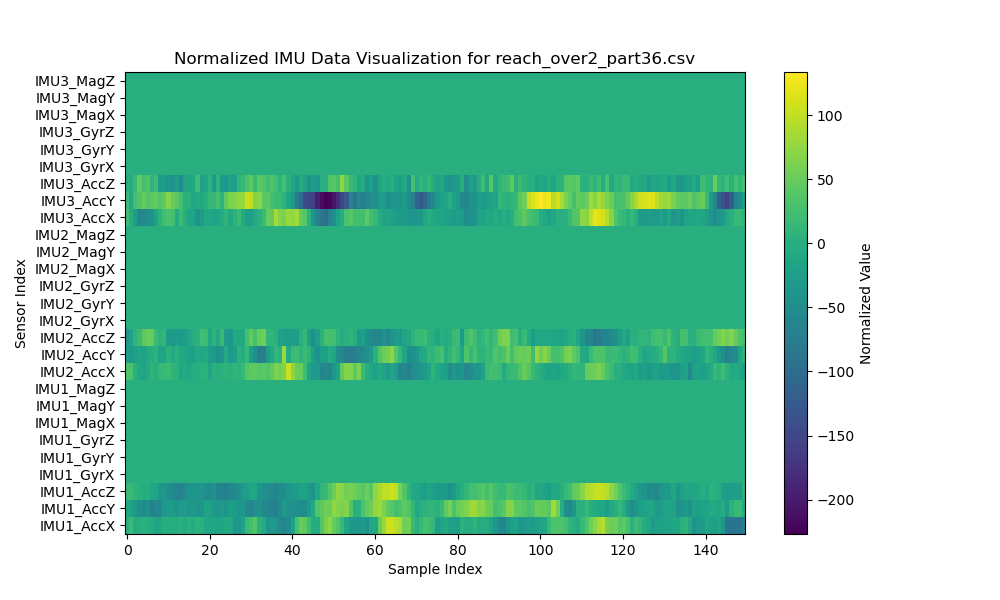 Normalized IMU Data Visualization for reach_over2_part36.csv
IMU3_MagZ
IMU3_MagY
IMU3_MagX
IMU3_GyrZ
IMU3_GyrY
IMU3_GyrX
IMU3_AccZ
IMU3_AccY
IMU3_AccX
IMU2_MagZ
IMU2_MagY
IMU2_MagX
IMU2_GyrZ
IMU2_GyrY
IMU2_GyrX
IMU2_AccZ
IMU2_AccY
IMU2_AccX
IMU1_MagZ
IMU1_MagY
IMU1_MagX
IMU1_GyrZ
IMU1_GyrY
IMU1_GyrX
IMU1_AccZ
IMU1_AccY
IMU1_AccX
Sensor Index
0 20 40 60 80 100 120 140
Sample Index
100
50
0
−50
−100
−150
−200
Normalized Value